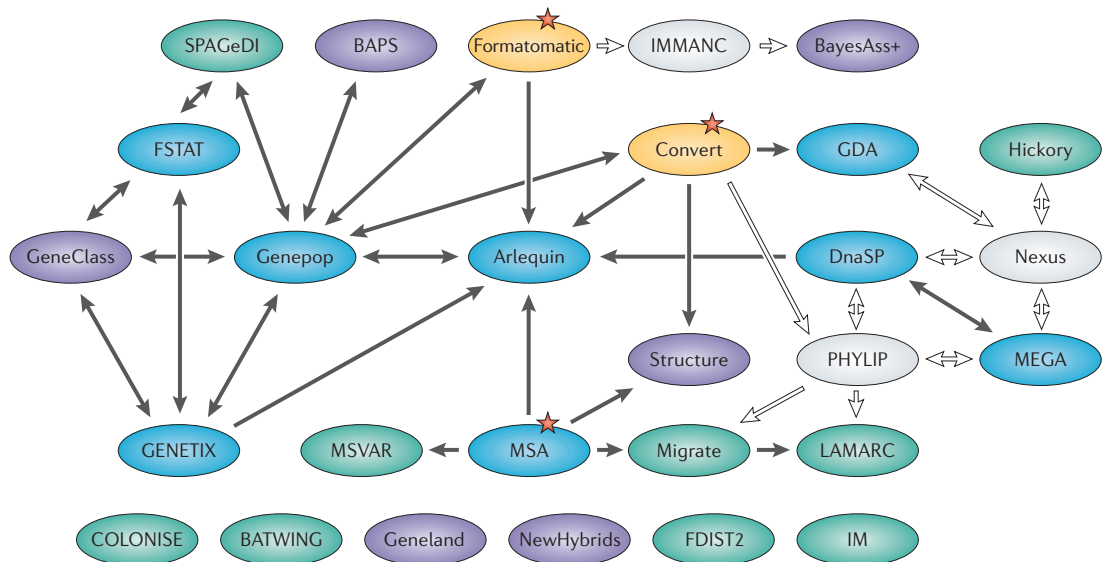 SPAGeDI
BAPS
Formatomatic
IMMANC
BayesAss+
FSTAT
Convert
GDA
Hickory
GeneClass
Genepop
Arlequin
DnaSP
Nexus
Structure
PHYLIP
MEGA
GENETIX
MSVAR
MSA
Migrate
LAMARC
COLONISE
BATWING
Geneland
NewHybrids
FDIST2
IM